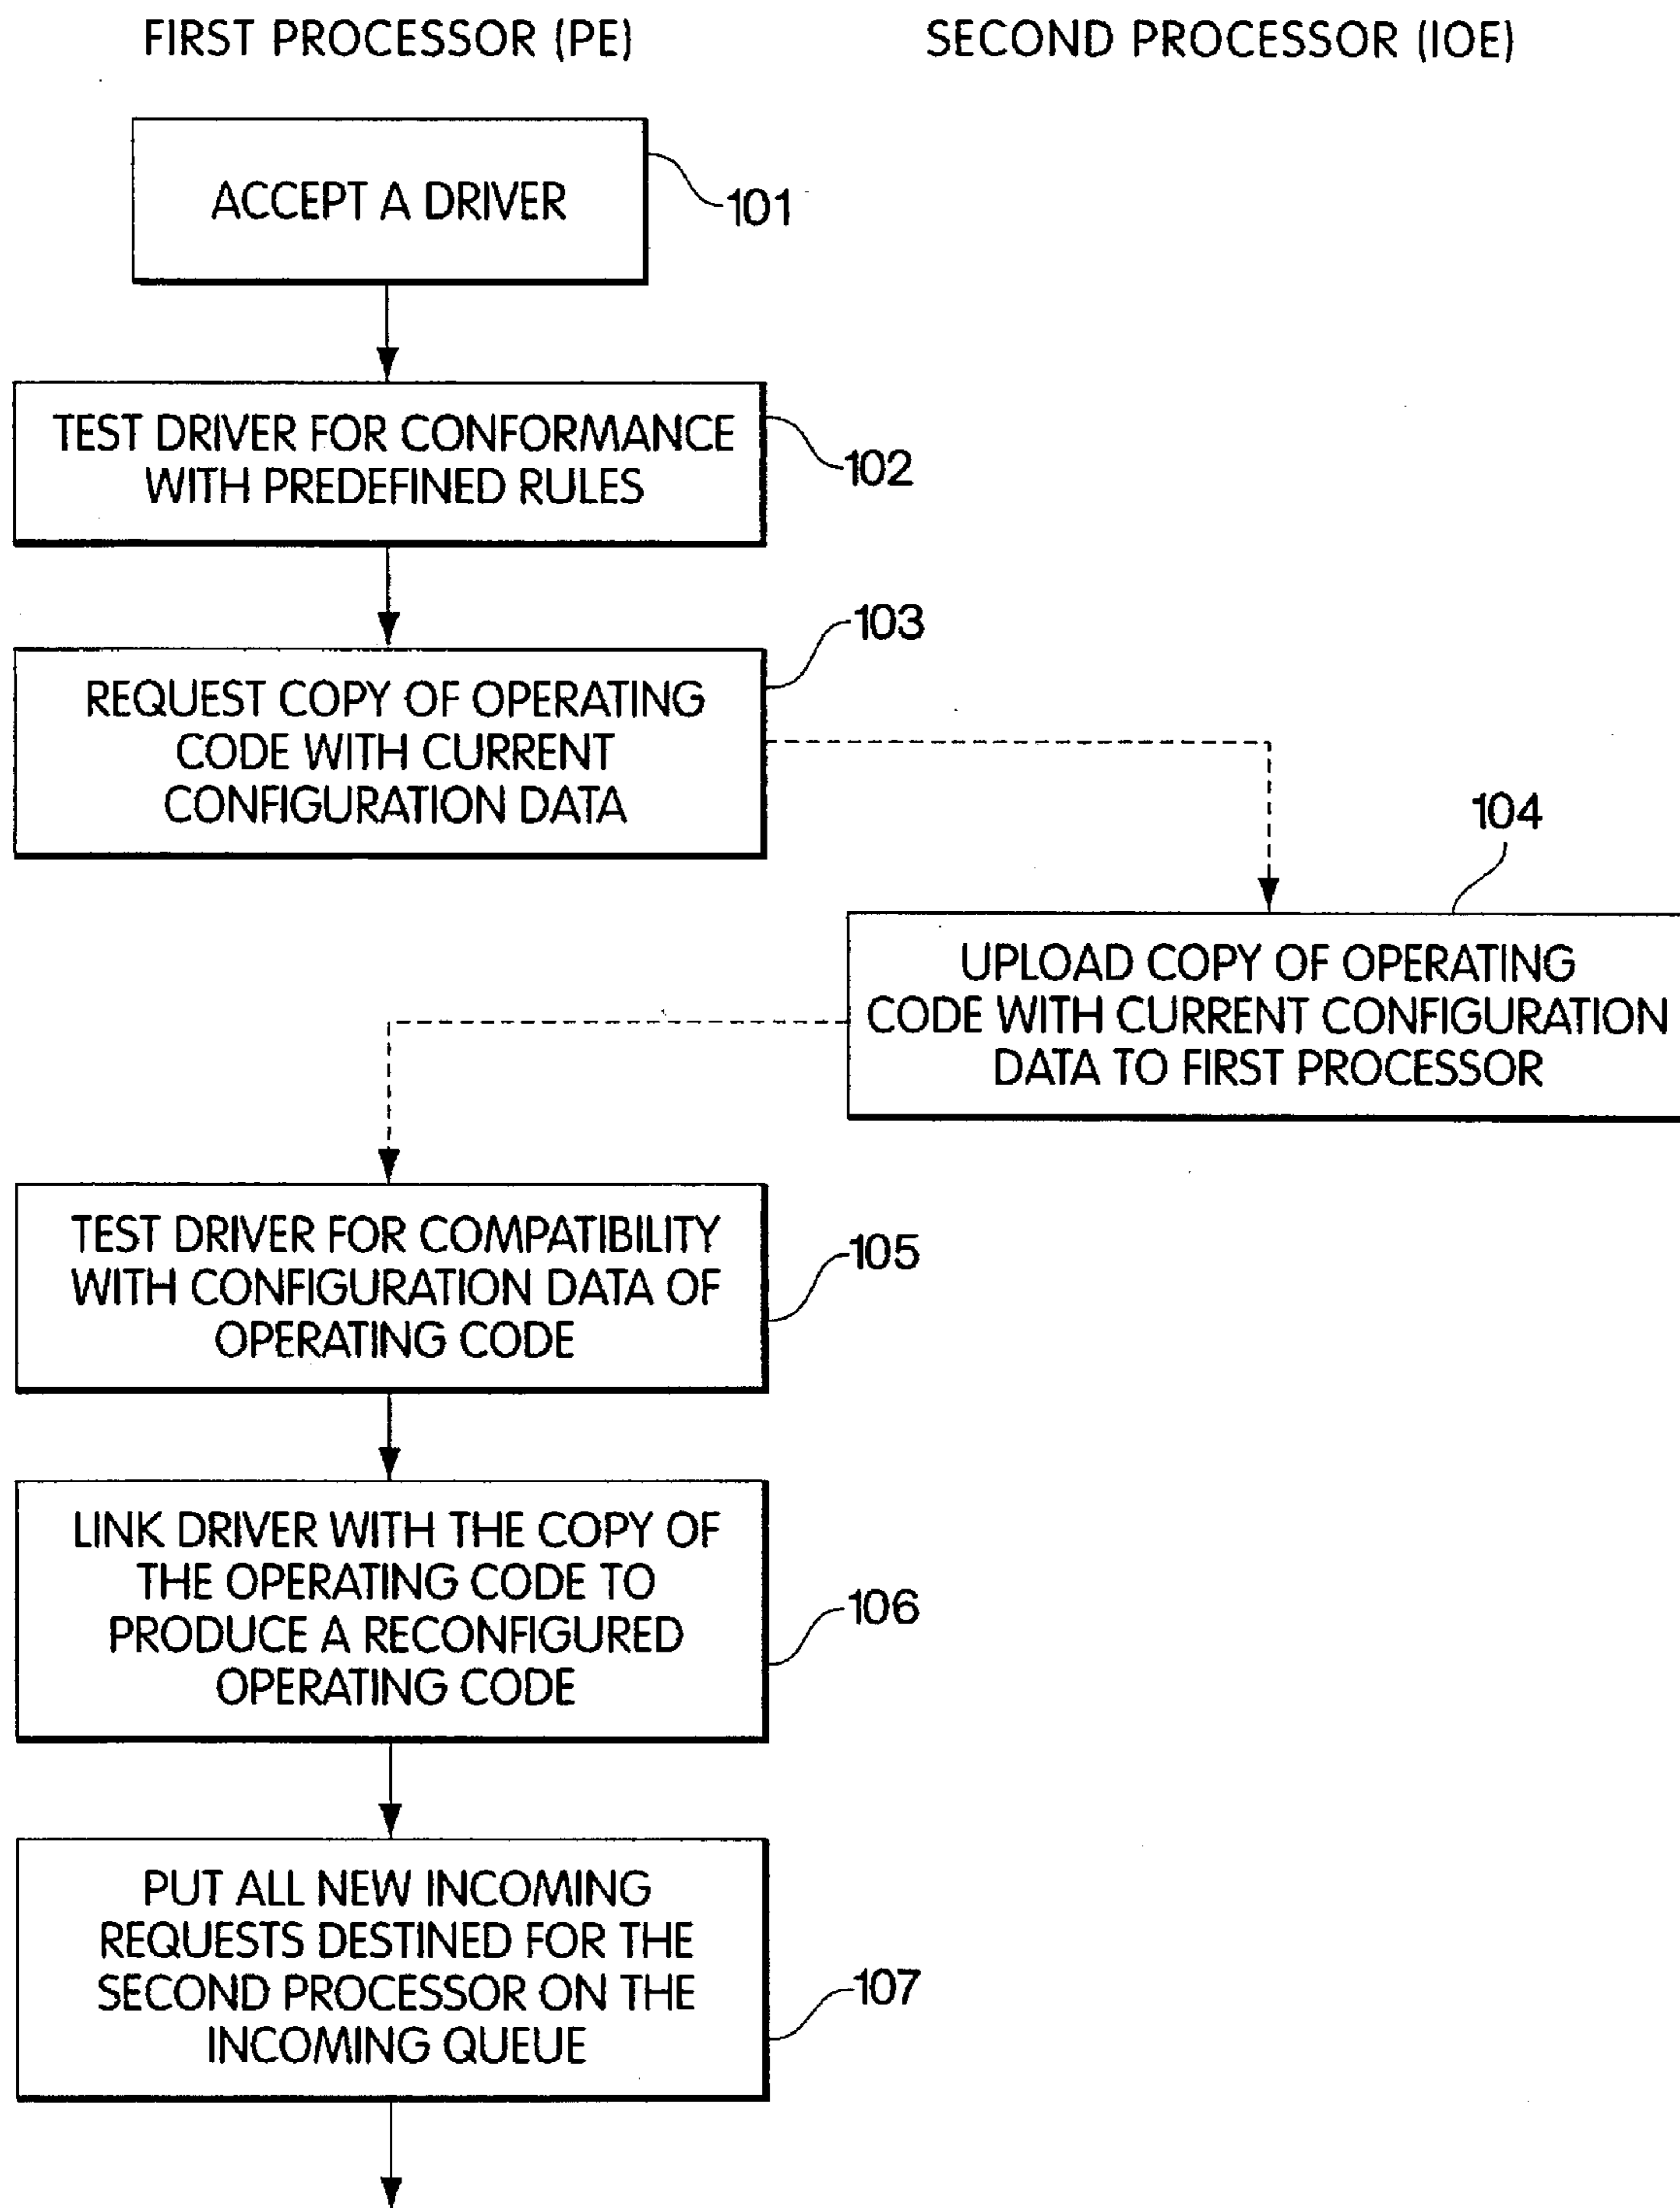 FIRST PROCESSOR (PE)
SECOND PROCESSOR (IOE)
ACCEPT A DRIVER
101
TEST DRIVER FOR CONFORMANCE
WITH PREDEFINED RULES
102
103
REQUEST COPY OF OPERATING
CODE WITH CURRENT
CONFIGURATION DATA
104
UPLOAD COPY OF OPERATING
CODE WITH CURRENT CONFIGURATION
DATA TO FIRST PROCESSOR
TEST DRIVER FOR COMPATIBILITY
WITH CONFIGURATION DATA OF
OPERATING CODE
105
LINK DRIVER WITH THE COPY OF
THE OPERATING CODE TO
PRODUCE A RECONFIGURED
OPERATING CODE
106
PUT ALL NEW INCOMING
REQUESTS DESTINED FOR THE
SECOND PROCESSOR ON THE
INCOMING QUEUE
107